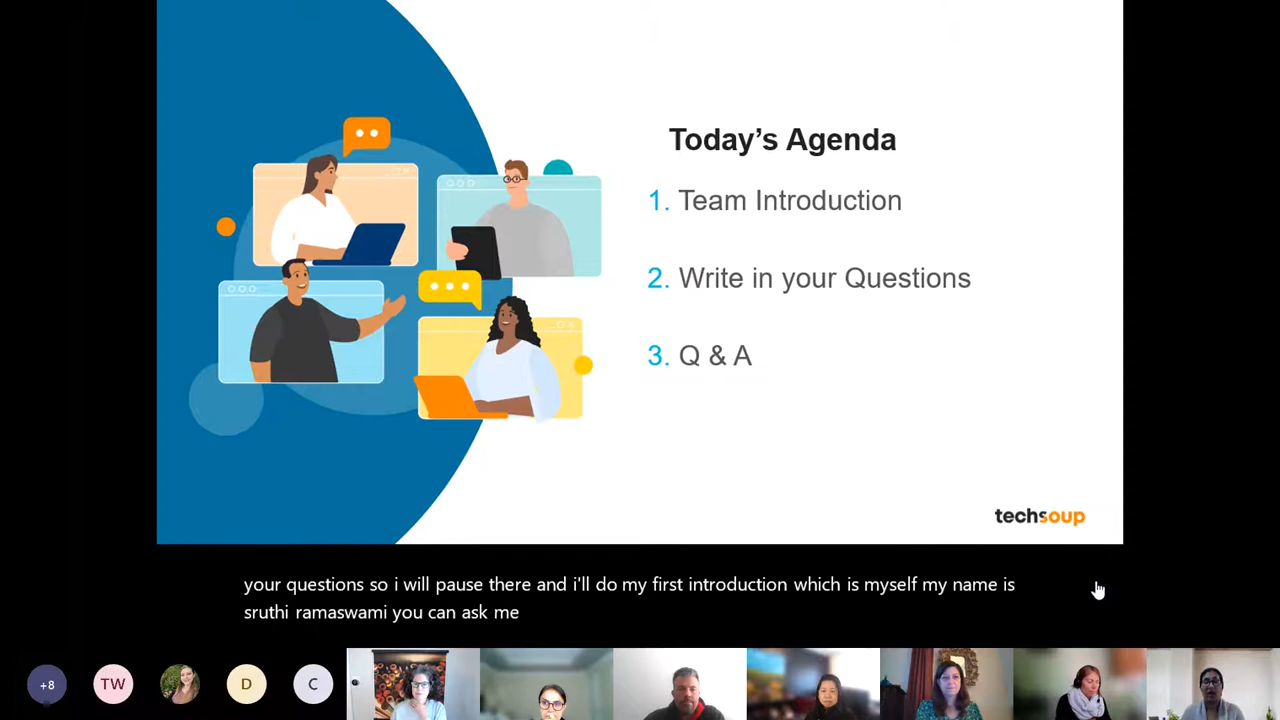 Today's Agenda
1. Team Introduction
2. Write in your Questions
3. Q & A
techsoup
your questions so i will pause there and i'll do my first introduction which is myself my name is
sruthi ramaswami you can ask me
+8
TW
D
C